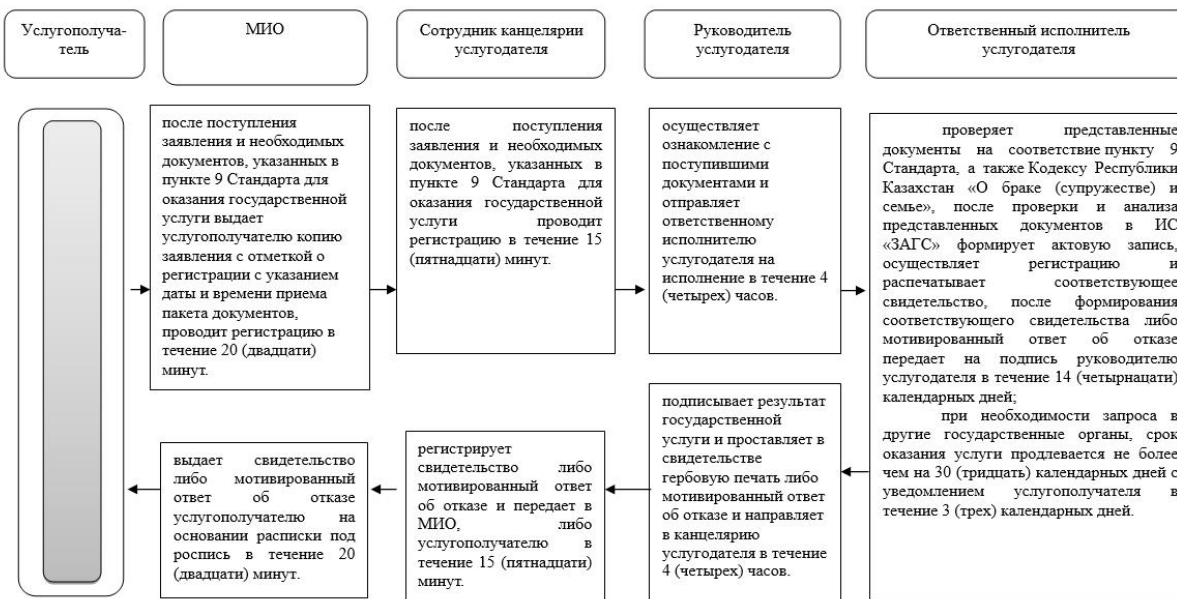 Услугополуча-
тель
МИО
Сотрудник канцелярии
услугодателя
Руководитель
услугодателя
Ответственный исполнитель
услугодателя
после поступления
заявления и необходимых
документов, указанных в
пункте 9 Стандарта для
оказания государственной
услуги выдает
услугополучателю копию
заявления с отметкой о
регистрации с указанием
даты и времени приема
пакета документов,
проводит регистрацию в
течение 20 (двадцати)
минут.
после поступления
заявления и необходимых
документов, указанных в
пункте 9 Стандарта для
оказания государственной
услуги проводит
регистрацию в течение 15
(пятнадцати) минут.
осуществляет
ознакомление с
поступившими
документами и
отправляет
ответственному
исполнителю
услугодателя на
исполнение в течение 4
(четырех) часов.
проверяет представленные
документы на соответствие пункту 9
Стандарта, а также Кодексу Республики
Казахстан «О браке (супружестве) и
семье», после проверки и анализа
представленных документов в ИС
«ЗАГС» формирует актовую запись,
осуществляет регистрацию и
распечатывает соответствующее
свидетельство, после формирования
соответствующего свидетельства либо
мотивированный ответ об отказе
передает на подпись руководителю
услугодателя в течение 14 (четырнацати)
календарных дней;
при необходимости запроса в
другие государственные органы, срок
оказания услуги продлевается не более
чем на 30 (тридцать) календарных дней с
уведомлением услугополучателя в
течение 3 (трех) календарных дней.
подписывает результат
государственной
услуги и проставляет в
свидетельстве
гербовую печать либо
мотивированный ответ
об отказе и направляет
в канцелярию
услугодателя в течение
4 (четырех) часов.
регистрирует
свидетельство либо
мотивированный ответ
об отказе и передает в
МИО, либо
услугополучателю в
течение 15 (пятнадцати)
минут.
выдает свидетельство
либо мотивированный
ответ об отказе
услугополучателю на
основании расписки под
роспись в течение 20
(двадцати) минут.